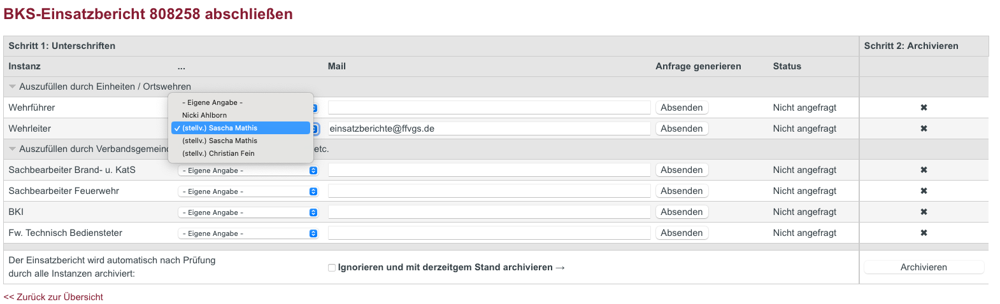 BKS-Einsatzbericht 808258 abschließen
Schritt 1: Unterschriften Schritt 2: Archivieren
Instanz ... Mail Anfrage generieren Status
Auszufüllen durch Einheiten / Ortswehren
- Eigene Angabe -
Wehrführer Absenden Nicht angefragt ✖
Nicki Ahlborn
✓ (stellv.) Sascha Mathis
Wehrleiter einsatzberichte@ffvgs.de Absenden Nicht angefragt ✖
(stellv.) Sascha Mathis
Auszufüllen durch Verbandsgemein etc.
(stellv.) Christian Fein
Sachbearbeiter Brand- u. KatS - Eigene Angabe - Absenden Nicht angefragt ✖
Sachbearbeiter Feuerwehr - Eigene Angabe - Absenden Nicht angefragt ✖
BKI - Eigene Angabe - Absenden Nicht angefragt ✖
Fw. Technisch Bediensteter - Eigene Angabe - Absenden Nicht angefragt ✖
Der Einsatzbericht wird automatisch nach Prüfung
durch alle Instanzen archiviert:
Ignorieren und mit derzeitgem Stand archivieren → Archivieren
<< Zurück zur Übersicht